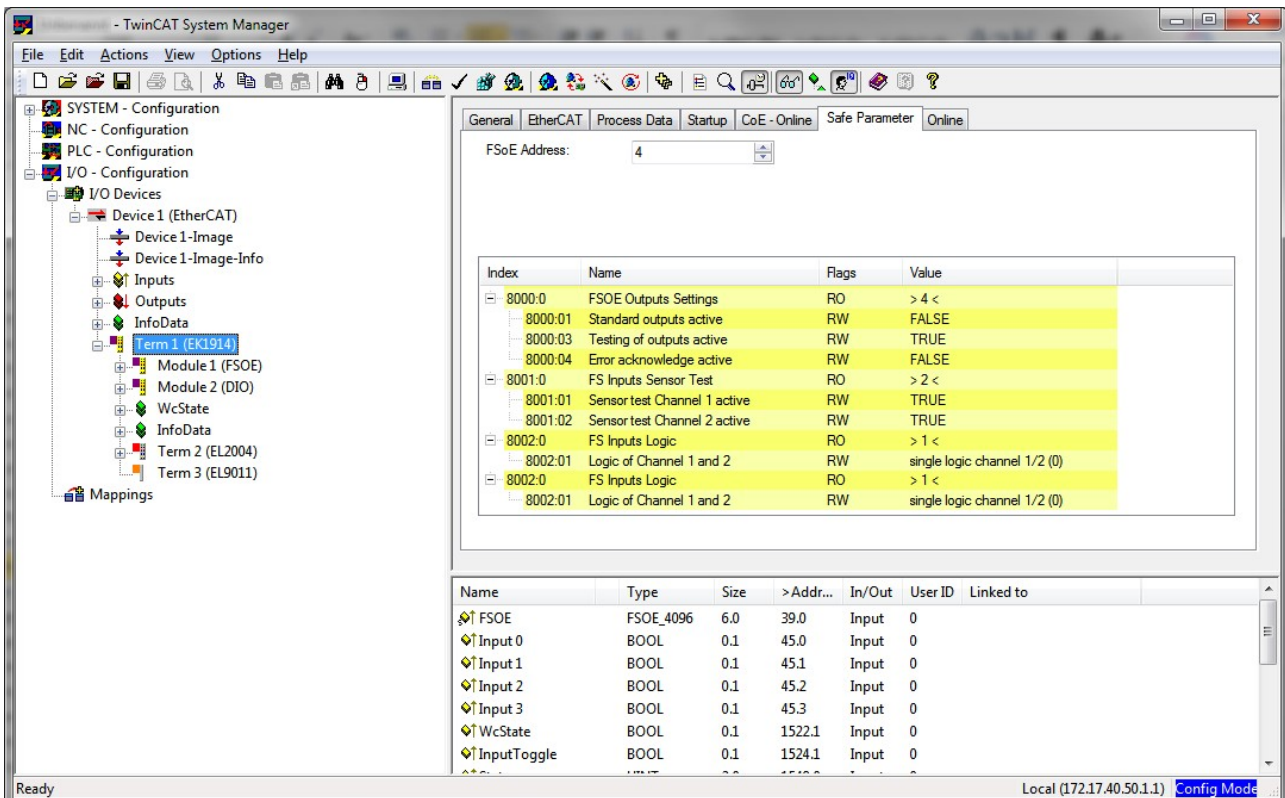 - TwinCAT System Manager
File Edit Actions View Options Help
SYSTEM - Configuration
NC - Configuration
PLC - Configuration
I/O - Configuration
I/O Devices
Device 1 (EtherCAT)
Device 1-Image
Device 1-Image-Info
Inputs
Outputs
InfoData
Term 1 (EK1914)
Module 1 (FSOE)
Module 2 (DIO)
WcState
InfoData
Term 2 (EL2004)
Term 3 (EL9011)
Mappings
General EtherCAT Process Data Startup CoE - Online Safe Parameter Online
FSoE Address: 4
Index Name Flags Value
8000:0 FSOE Outputs Settings RO > 4 <
8000:01 Standard outputs active RW FALSE
8000:03 Testing of outputs active RW TRUE
8000:04 Error acknowledge active RW FALSE
8001:0 FS Inputs Sensor Test RO > 2 <
8001:01 Sensor test Channel 1 active RW TRUE
8001:02 Sensor test Channel 2 active RW TRUE
8002:0 FS Inputs Logic RO > 1 <
8002:01 Logic of Channel 1 and 2 RW single logic channel 1/2 (0)
8002:0 FS Inputs Logic RO > 1 <
8002:01 Logic of Channel 1 and 2 RW single logic channel 1/2 (0)
Name Type Size >Addr... In/Out User ID Linked to
FSOE FSOE_4096 6.0 39.0 Input 0
Input 0 BOOL 0.1 45.0 Input 0
Input 1 BOOL 0.1 45.1 Input 0
Input 2 BOOL 0.1 45.2 Input 0
Input 3 BOOL 0.1 45.3 Input 0
WcState BOOL 0.1 1522.1 Input 0
InputToggle BOOL 0.1 1524.1 Input 0
Ready Local (172.17.40.50.1.1) Config Mode